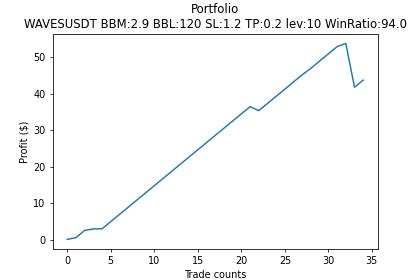 Portfolio
WAVESUSDT BBM:2.9 BBL:120 SL:1.2 TP:0.2 lev:10 WinRatio:94.0
50
40
30
20
10
0
Profit ($)
0 5 10 15 20 25 30 35
Trade counts